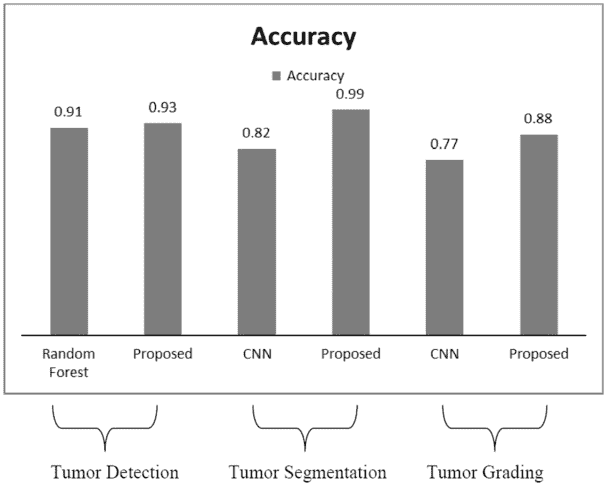 Accuracy
Accuracy
0.91
0.93
0.82
0.99
0.77
0.88
Random
Forest
Proposed
CNN
Proposed
CNN
Proposed
Tumor Detection
Tumor Segmentation
Tumor Grading